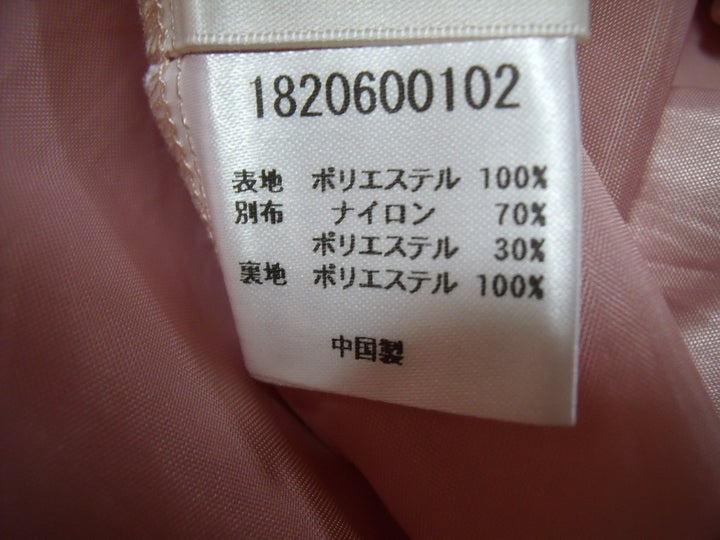 1820600102
表地 ポリエステル 100%
別布 ナイロン 70%
ポリエステル 30%
裏地 ポリエステル 100%
中国製